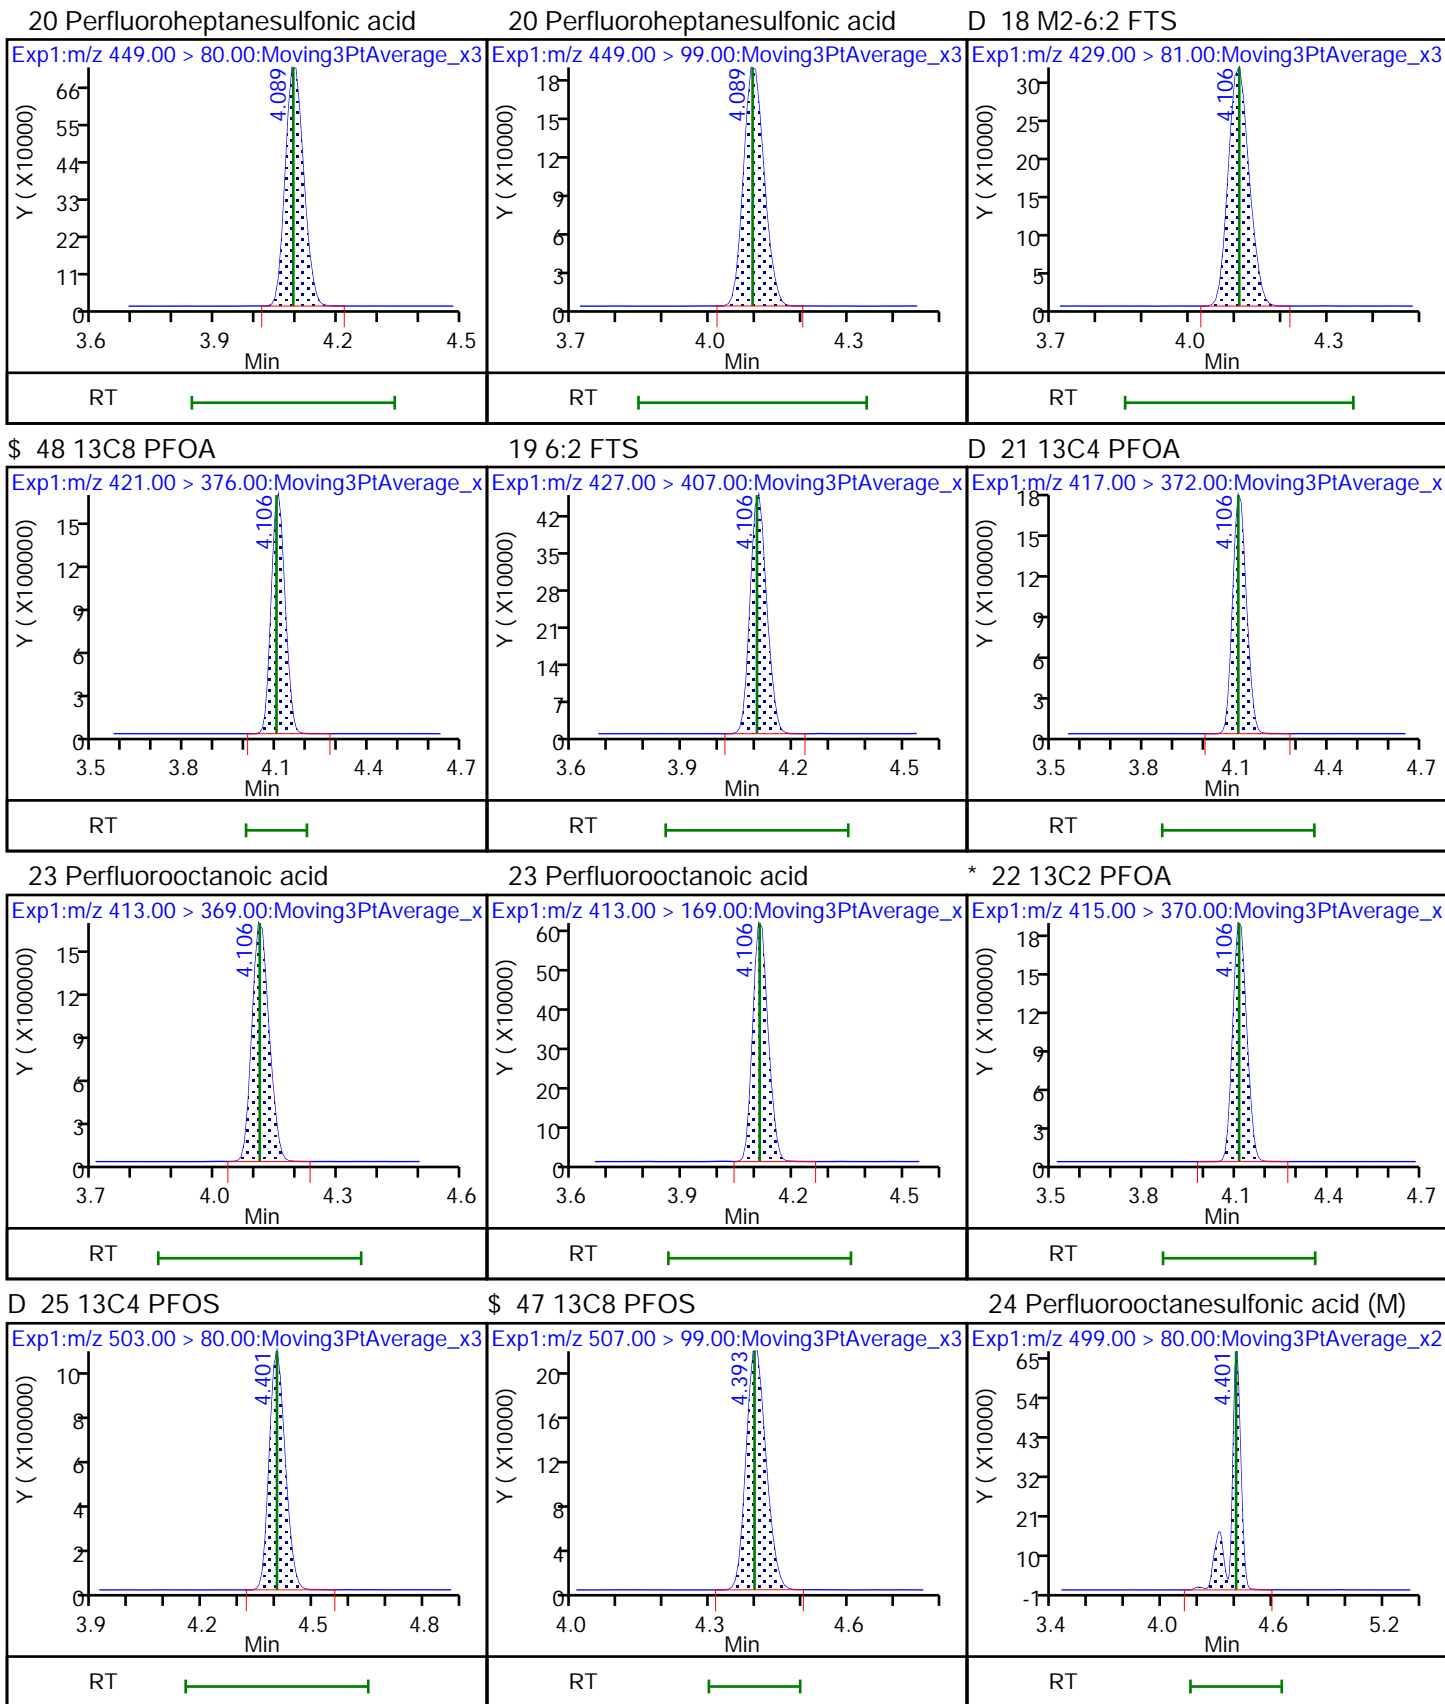 20 Perfluoroheptanesulfonic acid
Exp1:m/z 449.00 > 80.00:Moving3PtAverage_x3
Y ( X10000)
66
55
44
33
22
11
0
4.089
3.6 3.9 4.2 4.5
Min
RT
20 Perfluoroheptanesulfonic acid
Exp1:m/z 449.00 > 99.00:Moving3PtAverage_x3
Y ( X10000)
18
15
12
9
6
3
0
4.089
3.7 4.0 4.3
Min
RT
D 18 M2-6:2 FTS
Exp1:m/z 429.00 > 81.00:Moving3PtAverage_x3
Y ( X10000)
30
25
20
15
10
5
0
4.106
3.7 4.0 4.3
Min
RT
$ 48 13C8 PFOA
Exp1:m/z 421.00 > 376.00:Moving3PtAverage_x
Y ( X100000)
15
12
9
6
3
0
4.106
3.5 3.8 4.1 4.4 4.7
Min
RT
19 6:2 FTS
Exp1:m/z 427.00 > 407.00:Moving3PtAverage_x
Y ( X10000)
42
35
28
21
14
7
0
4.106
3.6 3.9 4.2 4.5
Min
RT
D 21 13C4 PFOA
Exp1:m/z 417.00 > 372.00:Moving3PtAverage_x
Y ( X100000)
18
15
12
9
6
3
0
4.106
3.5 3.8 4.1 4.4 4.7
Min
RT
23 Perfluorooctanoic acid
Exp1:m/z 413.00 > 369.00:Moving3PtAverage_x
Y ( X100000)
15
12
9
6
3
0
4.106
3.7 4.0 4.3 4.6
Min
RT
23 Perfluorooctanoic acid
Exp1:m/z 413.00 > 169.00:Moving3PtAverage_x
Y ( X10000)
60
50
40
30
20
10
0
4.106
3.6 3.9 4.2 4.5
Min
RT
* 22 13C2 PFOA
Exp1:m/z 415.00 > 370.00:Moving3PtAverage_x
Y ( X100000)
18
15
12
9
6
3
0
4.106
3.5 3.8 4.1 4.4 4.7
Min
RT
D 25 13C4 PFOS
Exp1:m/z 503.00 > 80.00:Moving3PtAverage_x3
Y ( X100000)
10
8
6
4
2
0
4.401
3.9 4.2 4.5 4.8
Min
RT
$ 47 13C8 PFOS
Exp1:m/z 507.00 > 99.00:Moving3PtAverage_x3
Y ( X10000)
20
16
12
8
4
0
4.393
4.0 4.3 4.6
Min
RT
24 Perfluorooctanesulfonic acid (M)
Exp1:m/z 499.00 > 80.00:Moving3PtAverage_x2
Y ( X10000)
65
54
43
32
21
10
-1
4.401
3.4 4.0 4.6 5.2
Min
RT